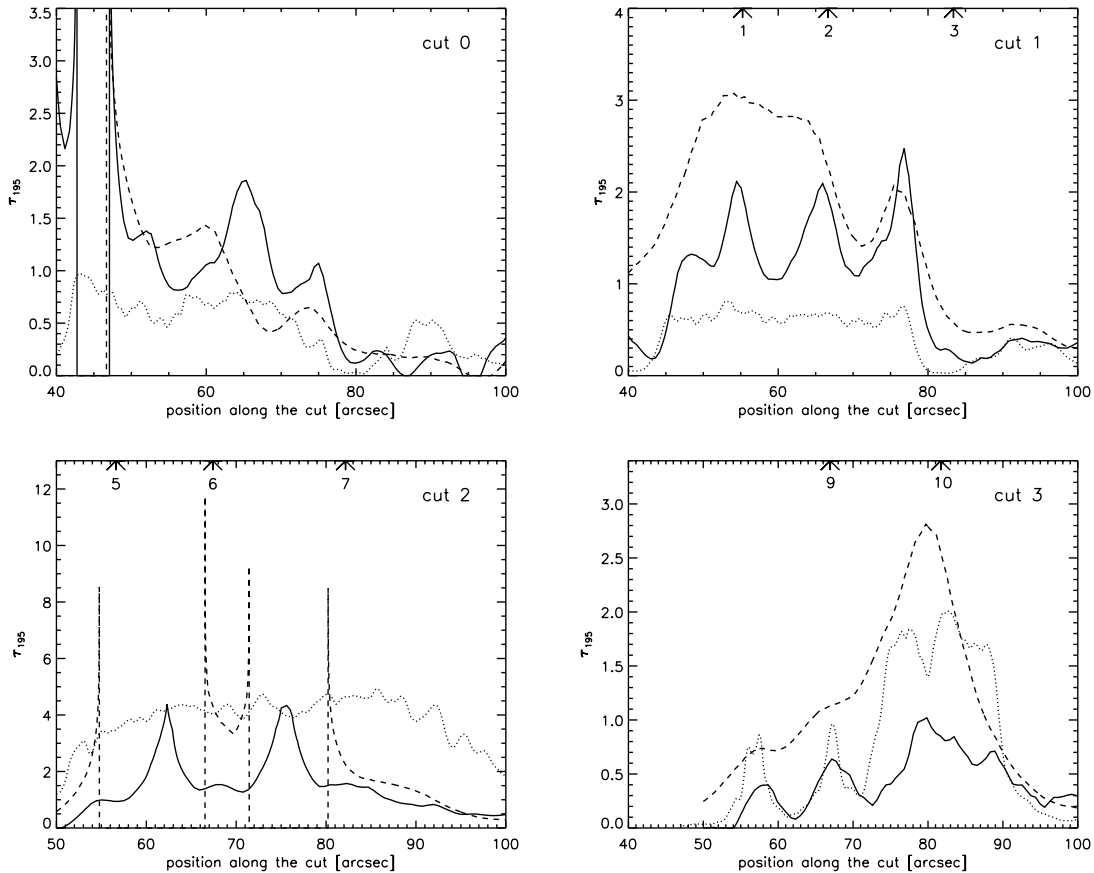 3.5
3.0
2.5
2.0
1.5
1.0
0.5
0.0
τ195
cut 0
40 60 80 100
position along the cut [arcsec]
4
3
2
1
0
τ195
1 2 3
cut 1
40 60 80 100
position along the cut [arcsec]
12
10
8
6
4
2
0
τ195
5 6 7
cut 2
50 60 70 80 90 100
position along the cut [arcsec]
3.0
2.5
2.0
1.5
1.0
0.5
0.0
τ195
9 10
cut 3
40 50 60 70 80 90 100
position along the cut [arcsec]